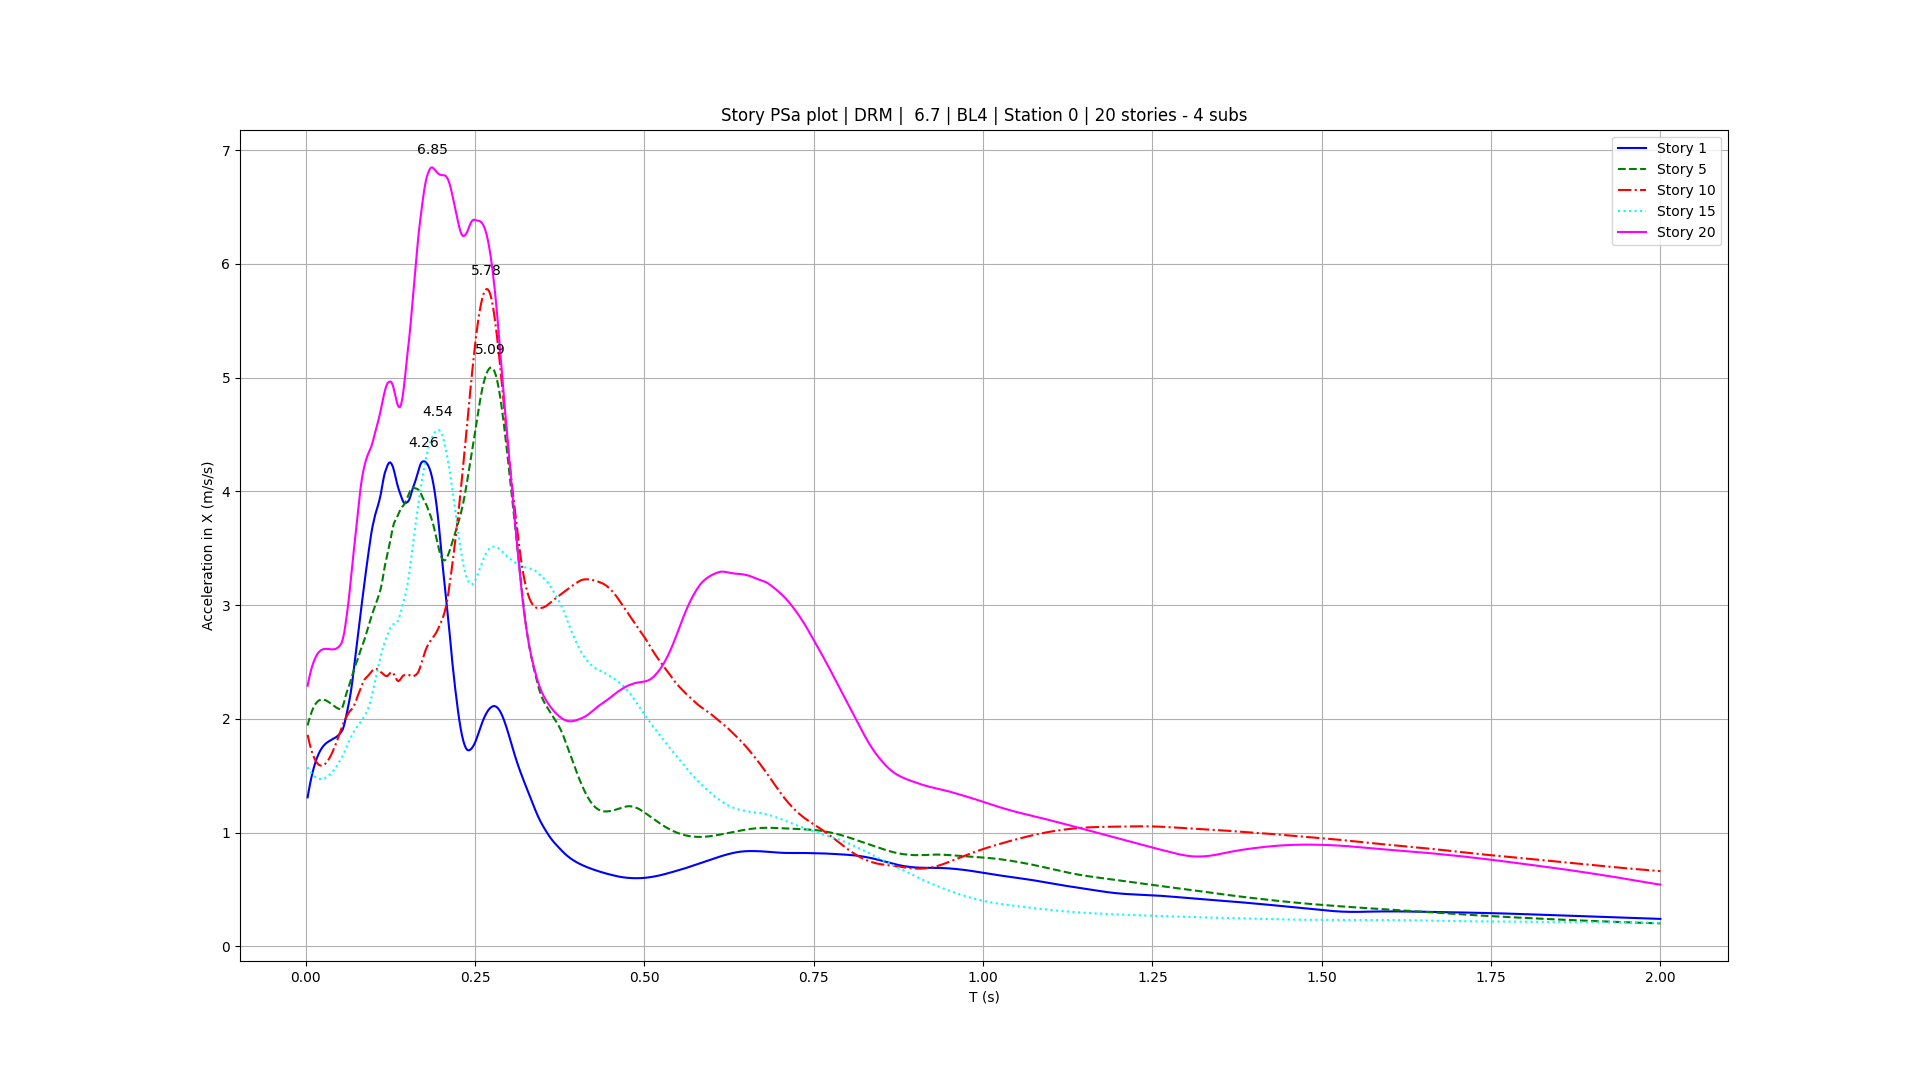 Story PSa plot | DRM |  6.7 | BL4 | Station 0 | 20 stories - 4 subs
7
6
5
4
3
2
1
0
Acceleration in X (m/s/s)
6.85
5.78
5.09
4.54
4.26
Story 1
Story 5
Story 10
Story 15
Story 20
0.00 0.25 0.50 0.75 1.00 1.25 1.50 1.75 2.00
T (s)